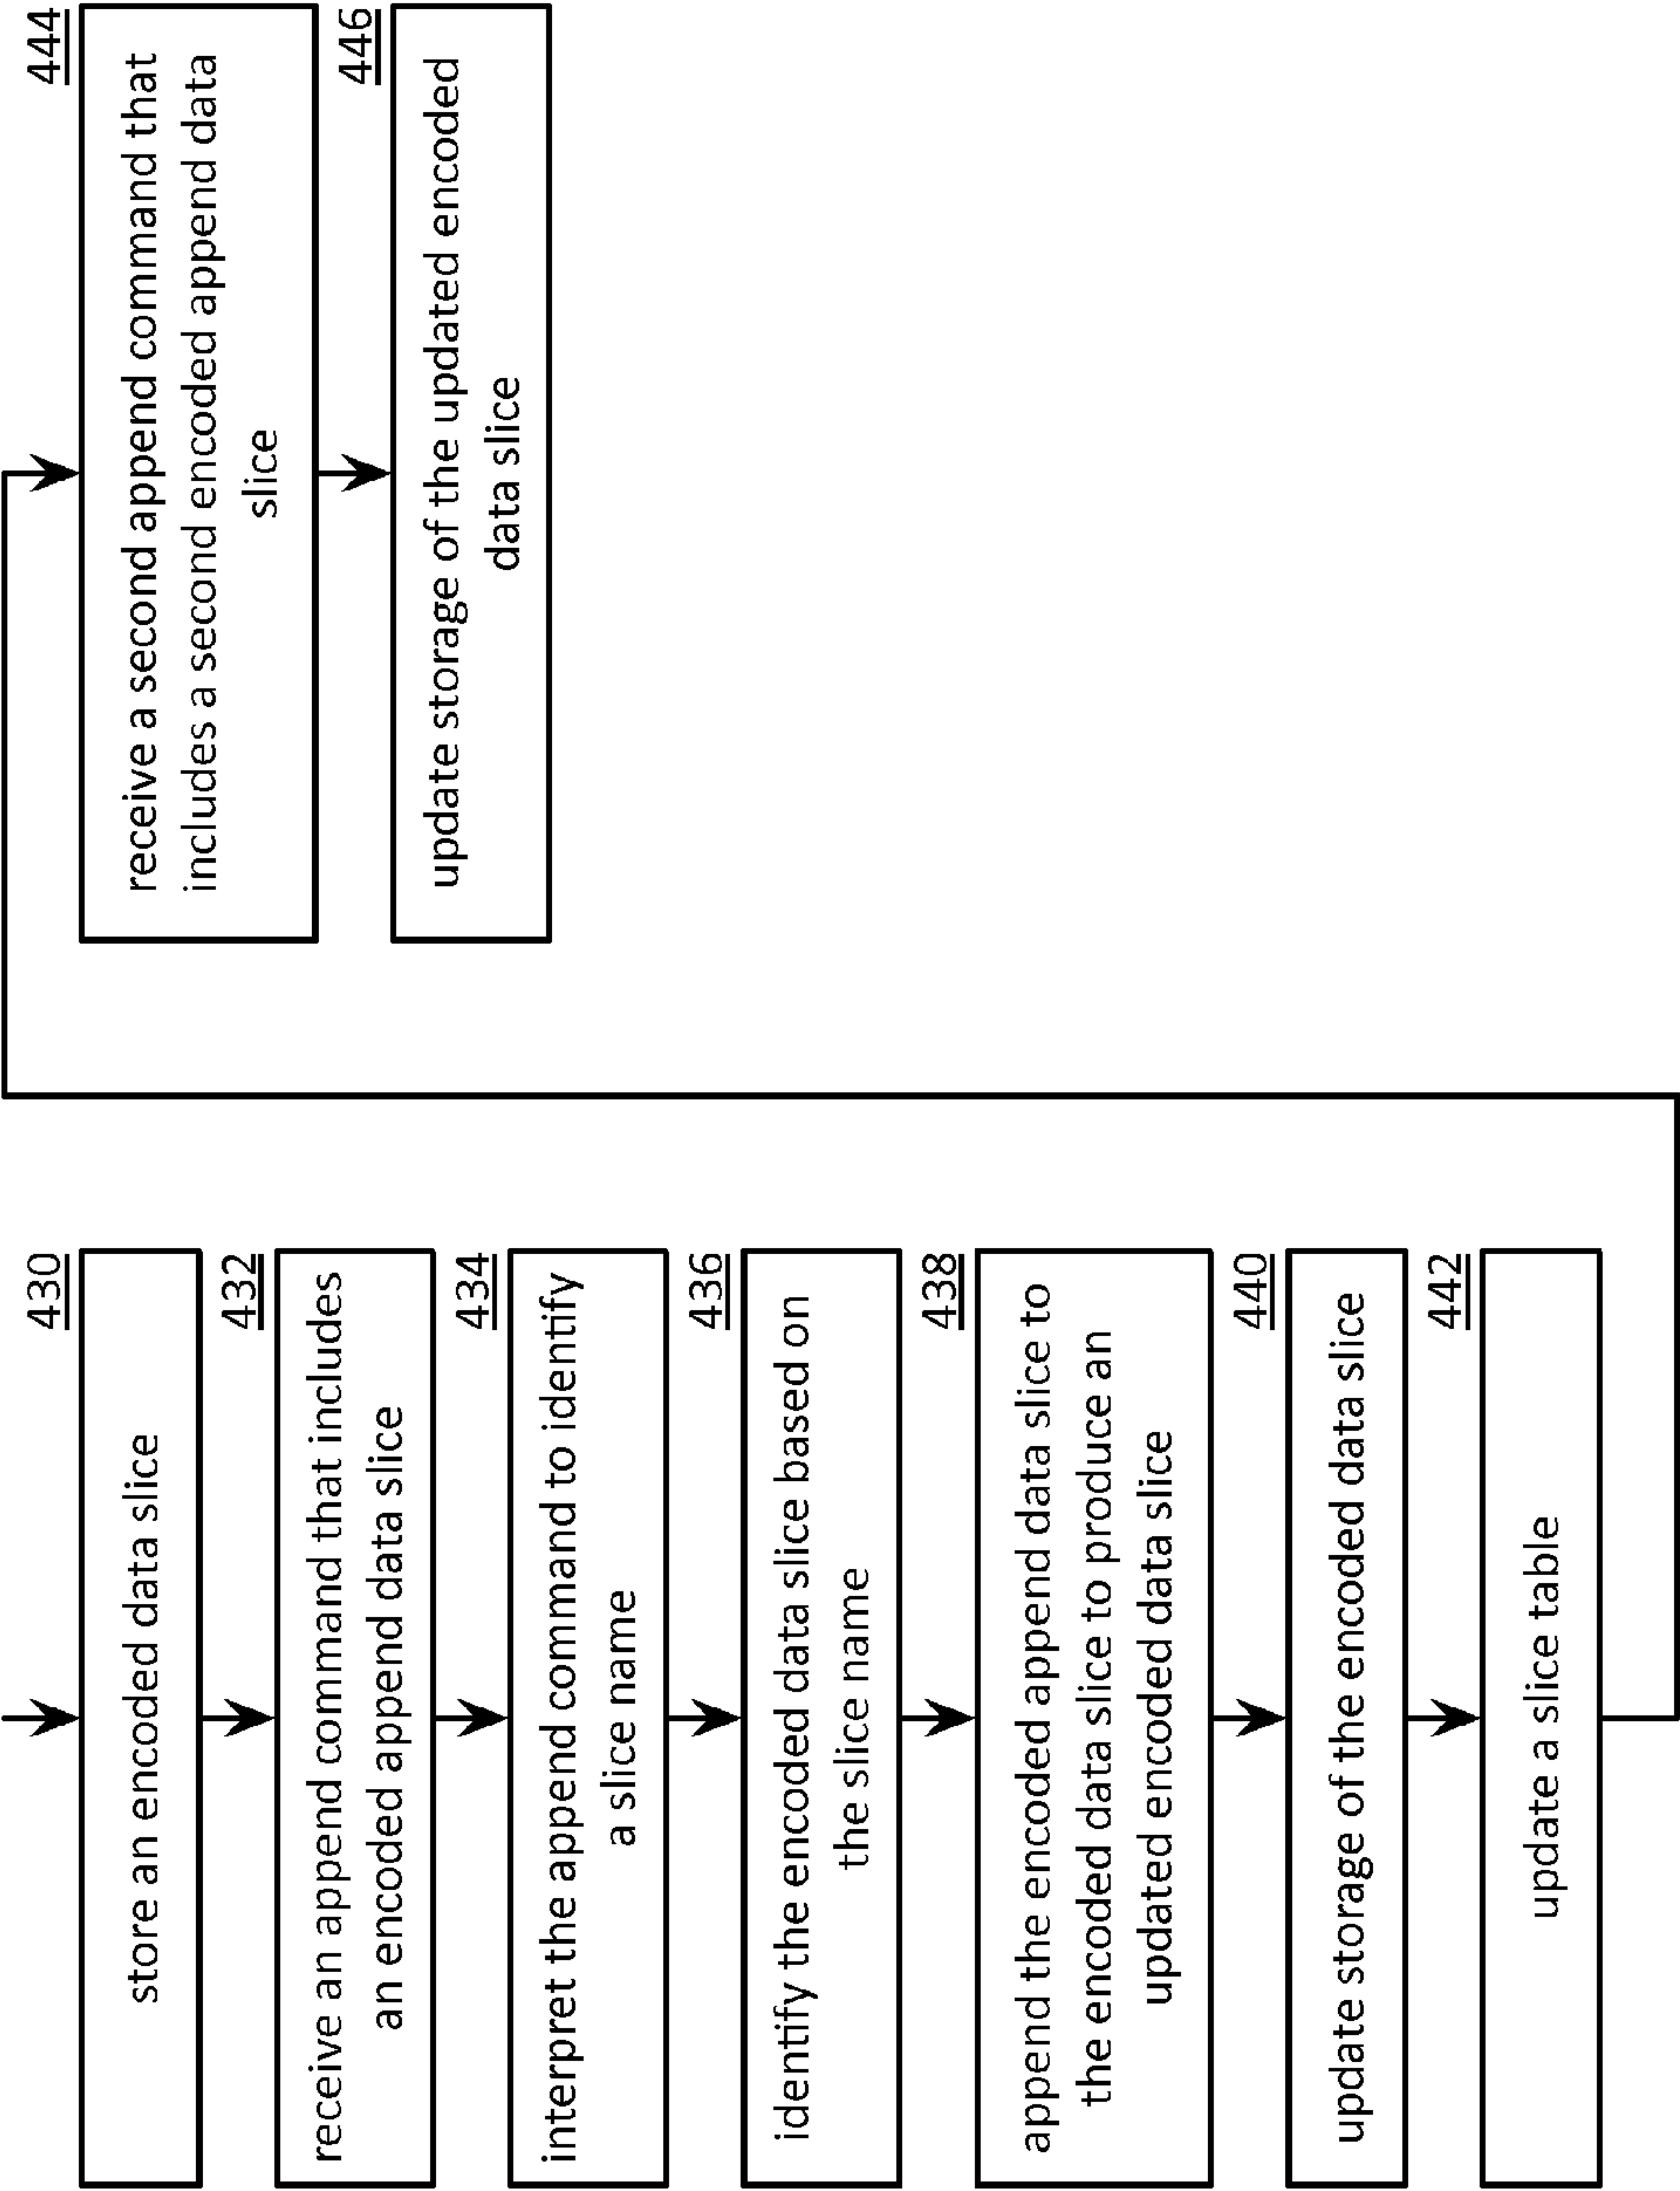 430
store an encoded data slice
432
receive an append command that includes
an encoded append data slice
434
interpret the append command to identify
a slice name
436
identify the encoded data slice based on
the slice name
438
append the encoded append data slice to
the encoded data slice to produce an
updated encoded data slice
440
update storage of the encoded data slice
442
update a slice table
444
receive a second append command that
includes a second encoded append data
slice
446
update storage of the updated encoded
data slice